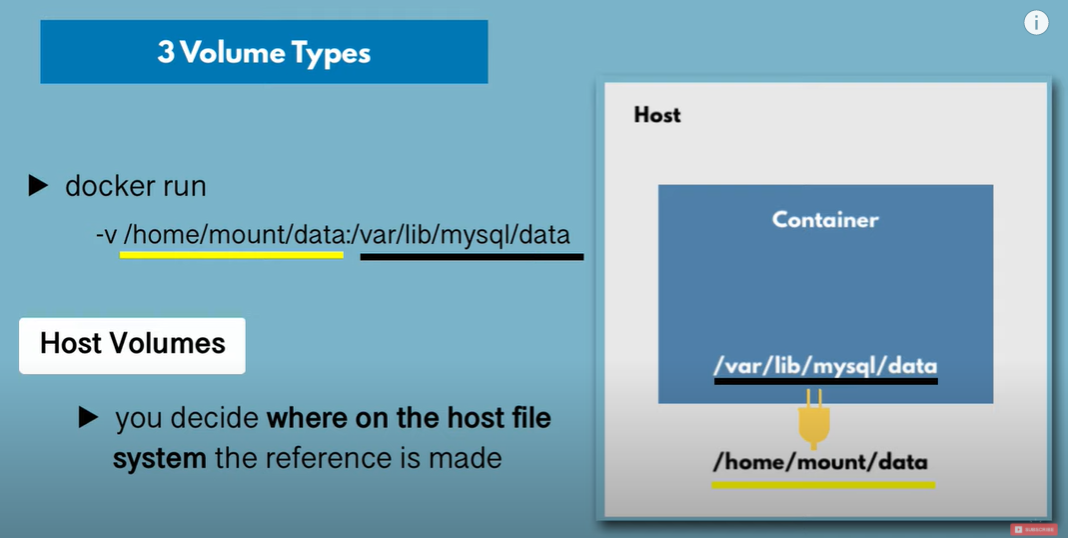 3 Volume Types
docker run
-v /home/mount/data:/var/lib/mysql/data
Host Volumes
you decide where on the host file
system the reference is made
Host
Container
/var/lib/mysql/data
/home/mount/data
SUBSCRIBE